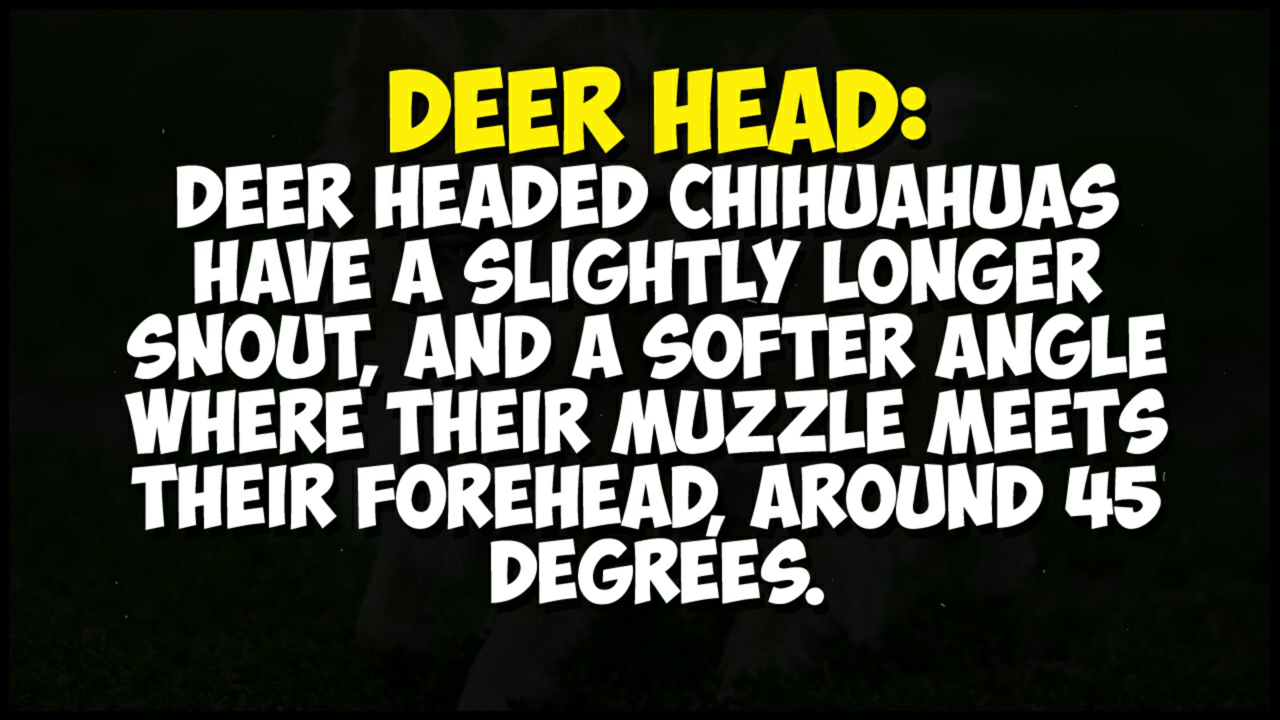 DEER HEAD:
DEER HEADED CHIHUAHUAS
HAVE A SLIGHTLY LONGER
SNOUT, AND A SOFTER ANGLE
WHERE THEIR MUZZLE MEETS
THEIR FOREHEAD, AROUND 45
DEGREES.